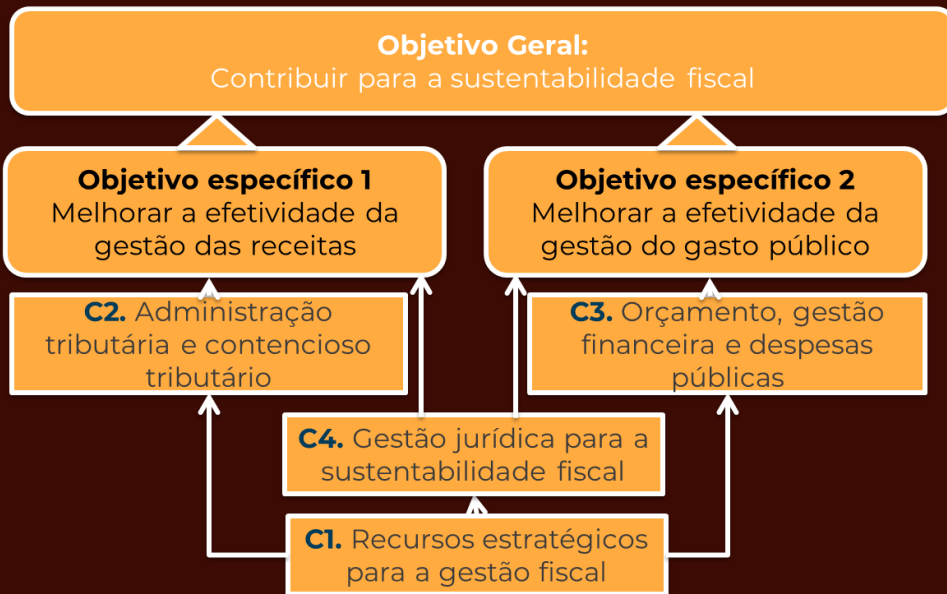 Objetivo Geral:
Contribuir para a sustentabilidade fiscal
Objetivo específico 1
Melhorar a efetividade da
gestão das receitas
Objetivo específico 2
Melhorar a efetividade da
gestão do gasto público
C2. Administração
tributária e contencioso
tributário
C3. Orçamento, gestão
financeira e despesas
públicas
C4. Gestão jurídica para a
sustentabilidade fiscal
C1. Recursos estratégicos
para a gestão fiscal